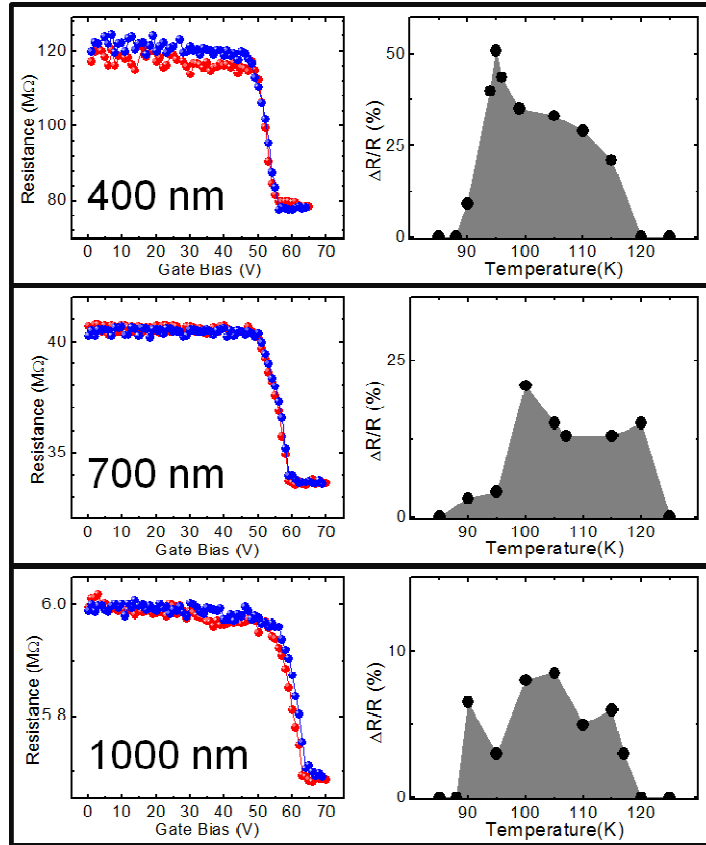 120
100
80
Resistance (MΩ)
400 nm
0 10 20 30 40 50 60 70
Gate Bias (V)
50
25
0
ΔR/R (%)
90 100 110 120
Temperature(K)
40
35
Resistance (MΩ)
700 nm
0 10 20 30 40 50 60 70
Gate Bias (V)
25
0
ΔR/R (%)
90 100 110 120
Temperature(K)
6.0
5.8
Resistance (MΩ)
1000 nm
0 10 20 30 40 50 60 70
Gate Bias (V)
10
0
ΔR/R (%)
90 100 110 120
Temperature(K)